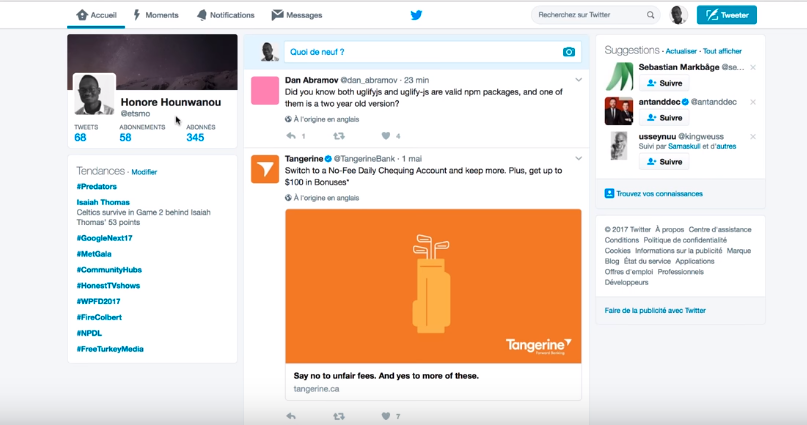 Accueil
Moments
Notifications
Messages
Recherchez sur Twitter
Tweeter
Honore Hounwanou
@etsmo
TWEETS
ABONNEMENTS
ABONNÉS
68
58
345
Tendances · Modifier
#Predators
Isaiah Thomas
Celtics survive in Game 2 behind Isaiah
Thomas' 53 points
#GoogleNext17
#MetGala
#CommunityHubs
#HonestTVshows
#WPFD2017
#FireColbert
#NPDL
#FreeTurkeyMedia
Quoi de neuf ?
Dan Abramov @dan_abramov · 23 min
Did you know both uglifyjs and uglify-js are valid npm packages, and one of
them is a two year old version?
À l'origine en anglais
1
4
Tangerine @TangerineBank · 1 mai
Switch to a No-Fee Daily Chequing Account and keep more. Plus, get up to
$100 in Bonuses*
À l'origine en anglais
Tangerine
Forward Banking
Say no to unfair fees. And yes to more of these.
tangerine.ca
7
Suggestions · Actualiser · Tout afficher
Sebastian Markbåge @se...
Suivre
antanddec @antanddec
Suivre
usseynuu @kingweuss
Suivi par Samaskull et d'autres
Suivre
Trouvez vos connaissances
© 2017 Twitter À propos Centre d'assistance
Conditions Politique de confidentialité
Cookies Informations sur la publicité Marque
Blog État du service Applications
Offres d'emploi Professionnels
Développeurs
Faire de la publicité avec Twitter